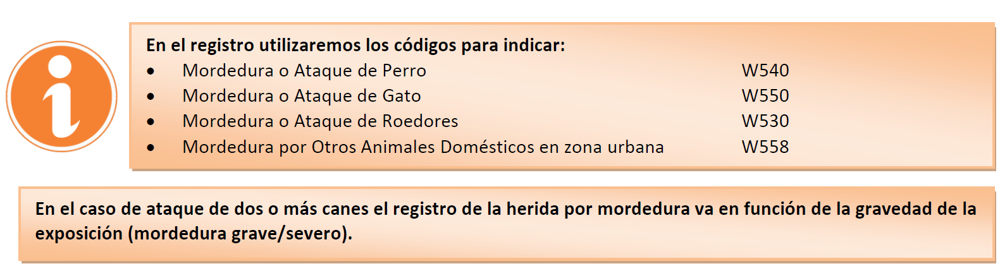 En el registro utilizaremos los códigos para indicar:
• Mordedura o Ataque de Perro W540
• Mordedura o Ataque de Gato W550
• Mordedura o Ataque de Roedores W530
• Mordedura por Otros Animales Domésticos en zona urbana W558
En el caso de ataque de dos o más canes el registro de la herida por mordedura va en función de la gravedad de la
exposición (mordedura grave/severo).